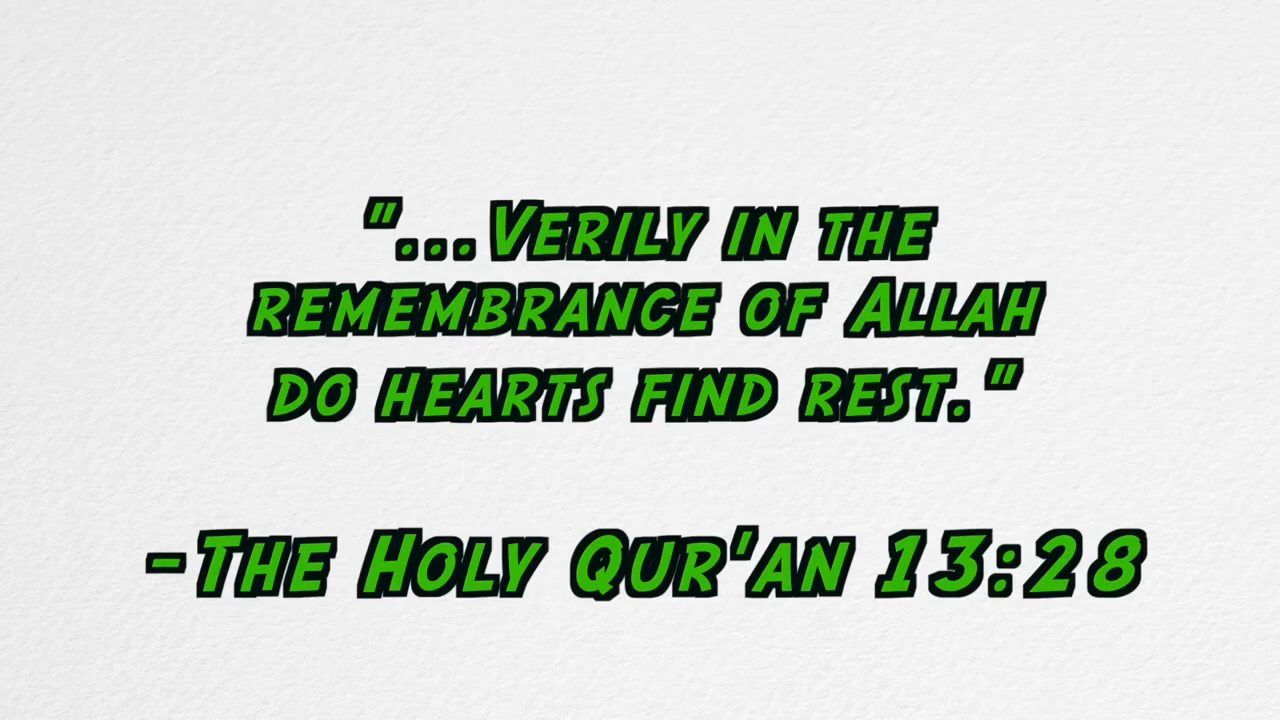 "...Verily in the
remembrance of Allah
do hearts find rest."
-The Holy Qur'an 13:28